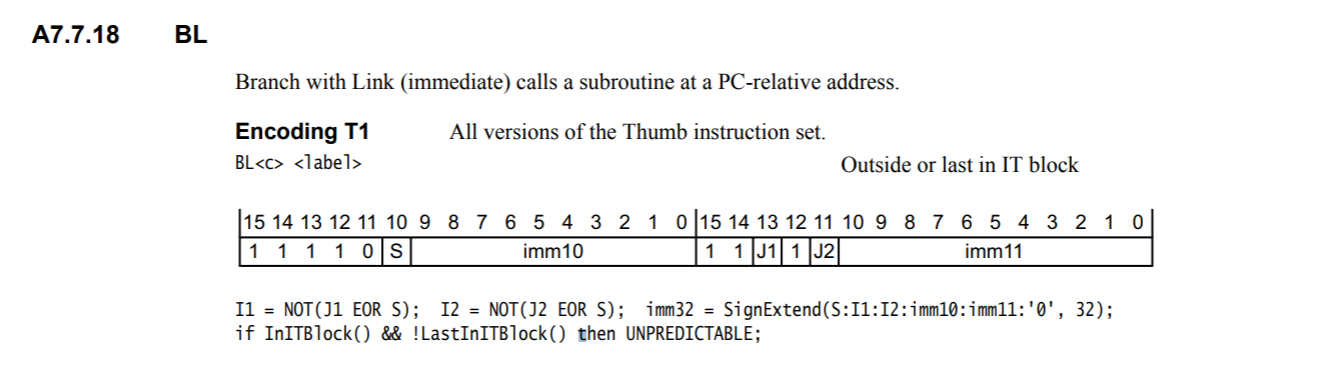 A7.7.18 BL
Branch with Link (immediate) calls a subroutine at a PC-relative address.
Encoding T1 All versions of the Thumb instruction set.
BL<c> <label> Outside or last in IT block
15 14 13 12 11 10 9 8 7 6 5 4 3 2 1 0 15 14 13 12 11 10 9 8 7 6 5 4 3 2 1 0
1 1 1 1 0 S imm10 1 1 J1 1 J2 imm11
I1 = NOT(J1 EOR S); I2 = NOT(J2 EOR S); imm32 = SignExtend(S:I1:I2:imm10:imm11:'0', 32);
if InITBlock() && !LastInITBlock() then UNPREDICTABLE;